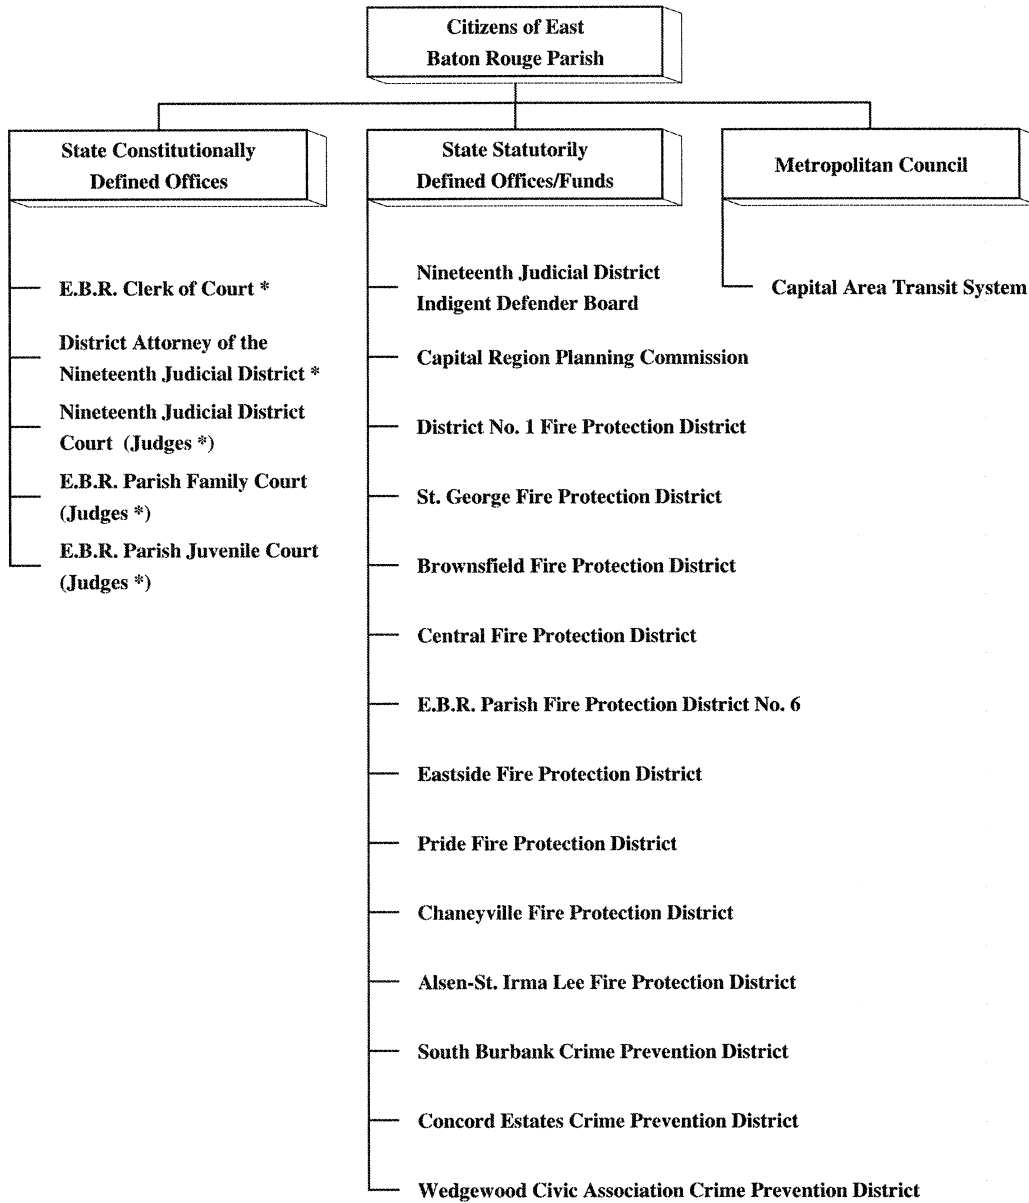 Citizens of East
Baton Rouge Parish
State Constitutionally
Defined Offices
State Statutorily
Defined Offices/Funds
Metropolitan Council
E.B.R. Clerk of Court *
District Attorney of the
Nineteenth Judicial District *
Nineteenth Judicial District
Court (Judges *)
E.B.R. Parish Family Court
(Judges *)
E.B.R. Parish Juvenile Court
(Judges *)
Nineteenth Judicial District
Indigent Defender Board
Capital Region Planning Commission
District No. 1 Fire Protection District
St. George Fire Protection District
Brownsfield Fire Protection District
Central Fire Protection District
E.B.R. Parish Fire Protection District No. 6
Eastside Fire Protection District
Pride Fire Protection District
Chaneyville Fire Protection District
Alsen-St. Irma Lee Fire Protection District
South Burbank Crime Prevention District
Concord Estates Crime Prevention District
Wedgewood Civic Association Crime Prevention District
Capital Area Transit System